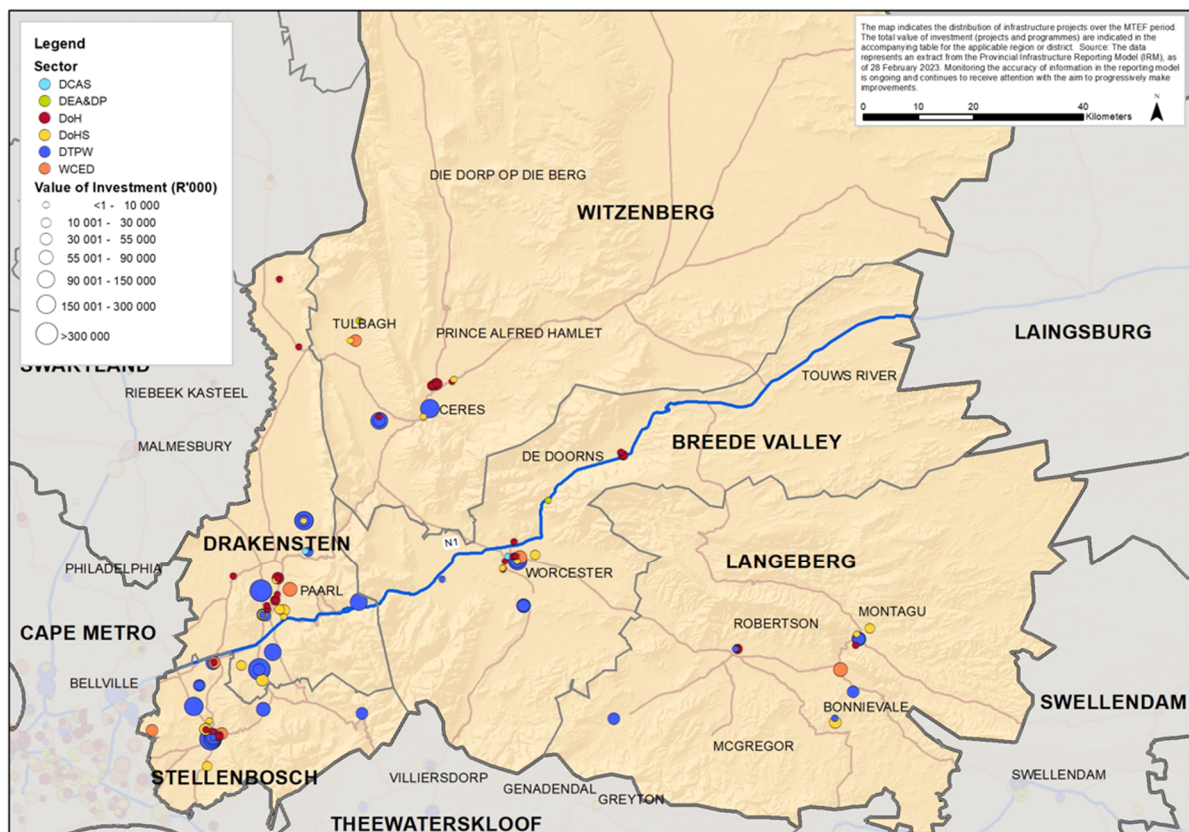 Legend
Sector
DCAS
DEA&DP
DoH
DoHS
DTPW
WCED
Value of Investment (R'000)
<1 - 10 000
10 001 - 30 000
30 001 - 55 000
55 001 - 90 000
90 001 - 150 000
150 001 - 300 000
>300 000
The map indicates the distribution of infrastructure projects over the MTEF period.
The total value of investment (projects and programmes) are indicated in the
accompanying table for the applicable region or district. Source: The data
represents an extract from the Provincial Infrastructure Reporting Model (IRM), as
of 28 February 2023. Monitoring the accuracy of information in the reporting model
is ongoing and continues to receive attention with the aim to progressively make
improvements.
N
0 10 20 40
Kilometers
DIE DORP OP DIE BERG
WITZENBERG
TULBAGH
PRINCE ALFRED HAMLET
LAINGSBURG
SWARTLAND
TOUWS RIVER
RIEBEEK KASTEEL
CERES
MALMESBURY
BREEDE VALLEY
DE DOORNS
DRAKENSTEIN
N1
PHILADELPHIA
LANGEBERG
WORCESTER
PAARL
MONTAGU
CAPE METRO
ROBERTSON
BELLVILLE
SWELLENDAM
BONNIEVALE
MCGREGOR
STELLENBOSCH
VILLIERSDORP
SWELLENDAM
GENADENDAL
GREYTON
THEEWATERSKLOOF